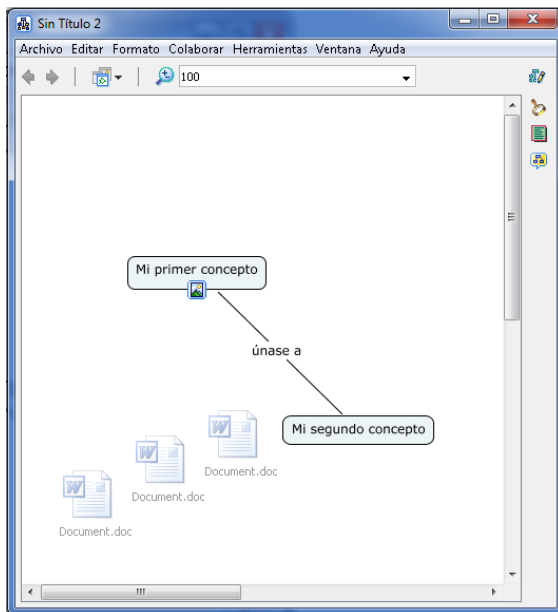 Sin Título 2
Archivo Editar Formato Colaborar Herramientas Ventana Ayuda
100
Mi primer concepto
únase a
Mi segundo concepto
Document.doc
Document.doc
Document.doc